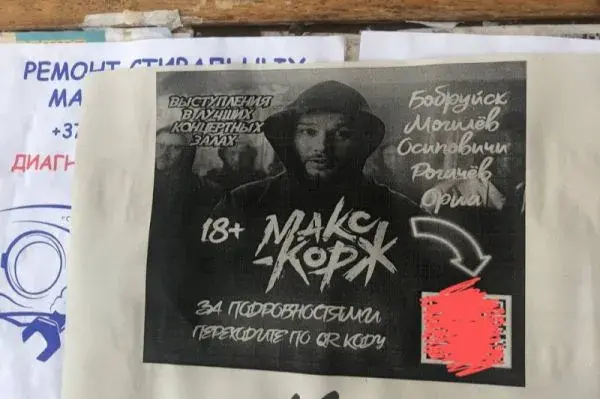 РЕМОНТ СТИРАЛЬНЫХ
МА
+37
ДИАГН
ВЫСТУПЛЕНИЯ
В ЛУЧШИХ
КОНЦЕРТНЫХ
ЗАЛАХ
Бобруйск
Могилёв
Осиповичи
Рогачёв
18+
МАКС
-КОРЖ
ЗА ПОДРОБНОСТЯМИ
ПЕРЕХОДИТЕ ПО QR КОДУ